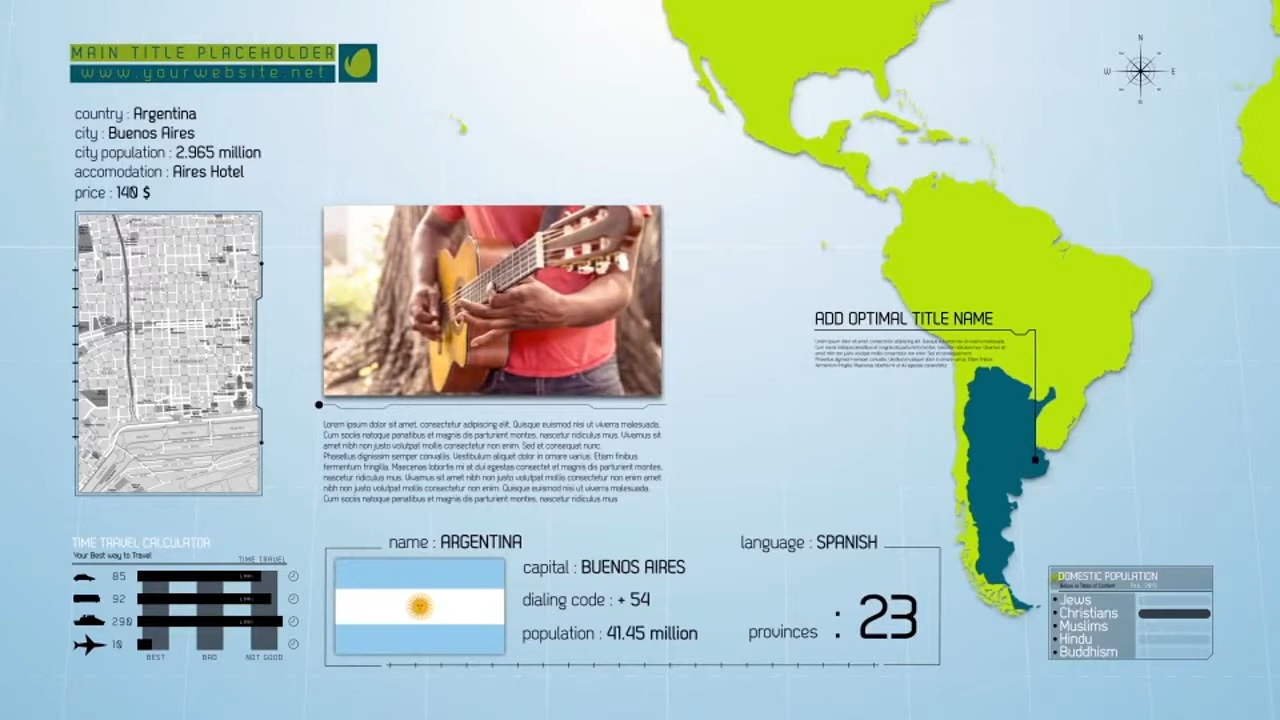 MAIN TITLE PLACEHOLDER
www.yourwebsite.net
country : Argentina
city : Buenos Aires
city population : 2.965 million
accomodation : Aires Hotel
price : 140 $
N
W E
S
ADD OPTIMAL TITLE NAME
Lorem ipsum dolor sit amet, consectetur adipiscing elit. Quisque euismod nisi ut viverra malesuada.
Cum sociis natoque penatibus et magnis dis parturient montes, nascetur ridiculus mus. Vivamus sit
amet nibh non justo volutpat mollis consectetur non enim. Sed et consequat nunc.
Phasellus dignissim semper convallis. Vestibulum aliquet dolor in ornare varius. Etiam finibus
fermentum fringilla. Maecenas lobortis mi at dui egestas consectet et magnis dis parturient montes,
nascetur ridiculus mus. Vivamus sit amet nibh non justo volutpat mollis consectetur non enim amet
nibh non justo volutpat mollis consectetur non enim. Quisque euismod nisi ut viverra malesuada.
Cum sociis natoque penatibus et magnis dis parturient montes, nascetur ridiculus mus
TIME TRAVEL CALCULATOR
Your Best way to Travel
TIME TRAVEL
85
92
290
10
BEST BAD NOT GOOD
name : ARGENTINA
language : SPANISH
capital : BUENOS AIRES
dialing code : + 54
population : 41.45 million
provinces : 23
DOMESTIC POPULATION
Jews
Christians
Muslims
Hindu
Buddhism